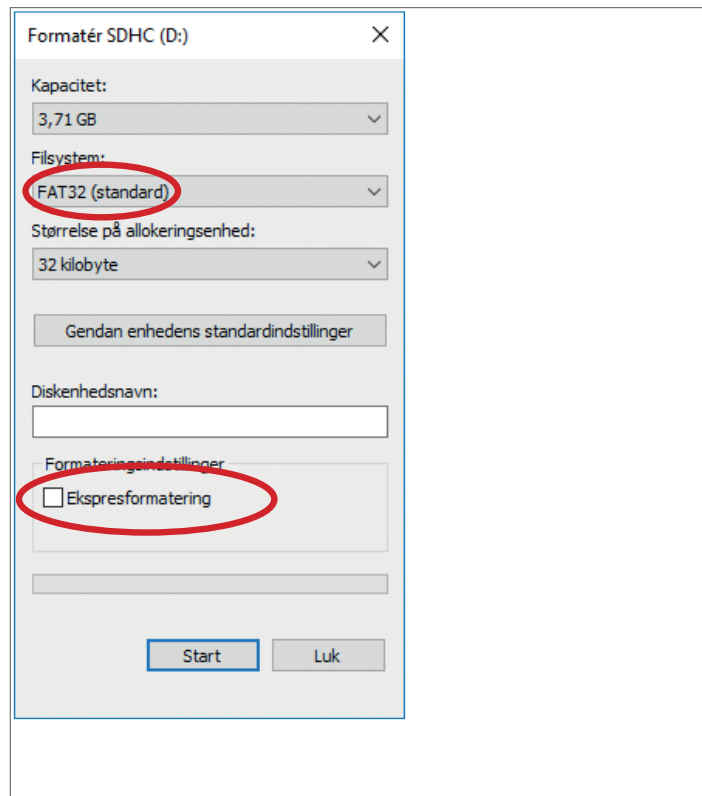 Formatér SDHC (D:)
Kapacitet:
3,71 GB
Filsystem:
FAT32 (standard)
Størrelse på allokeringsenhed:
32 kilobyte
Gendan enhedens standardindstillinger
Diskenhedsnavn:
Formateringsindstillinger
Ekspresformatering
Start
Luk